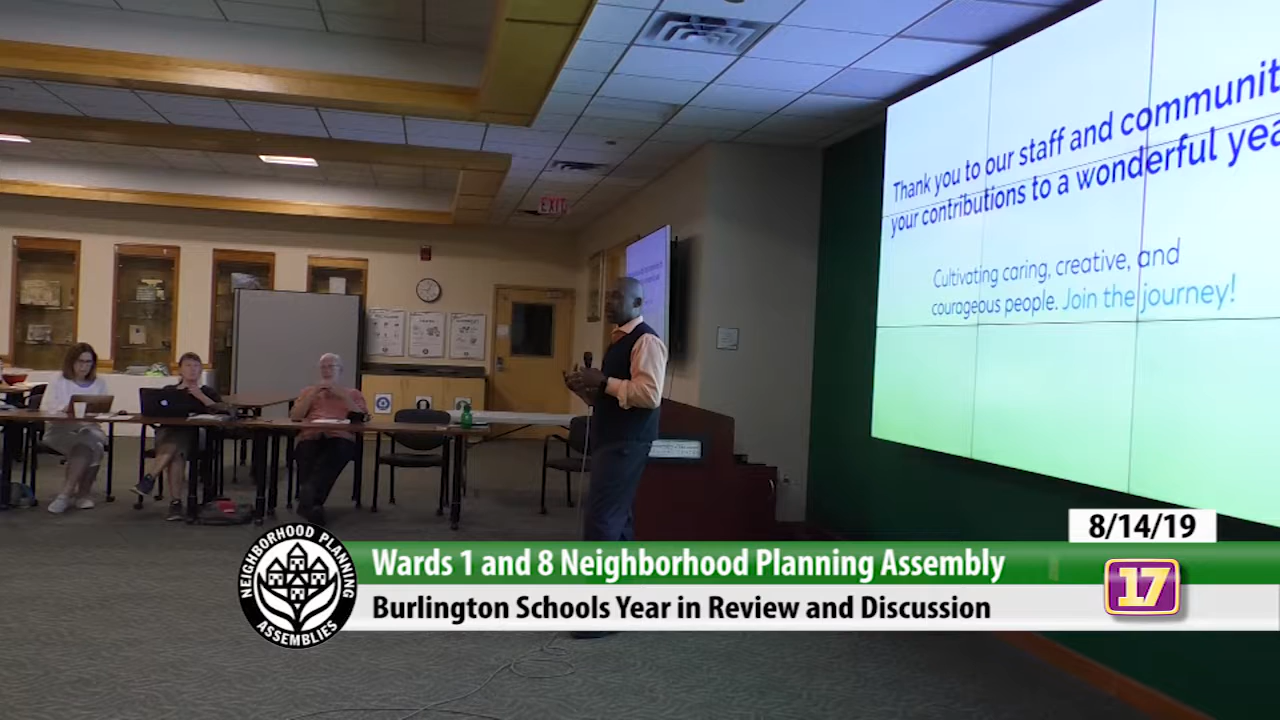 Thank you to our staff and communit
your contributions to a wonderful yea
Cultivating caring, creative, and
courageous people. Join the journey!
EXIT
8/14/19
NEIGHBORHOOD PLANNING
ASSEMBLIES
Wards 1 and 8 Neighborhood Planning Assembly
17
Burlington Schools Year in Review and Discussion